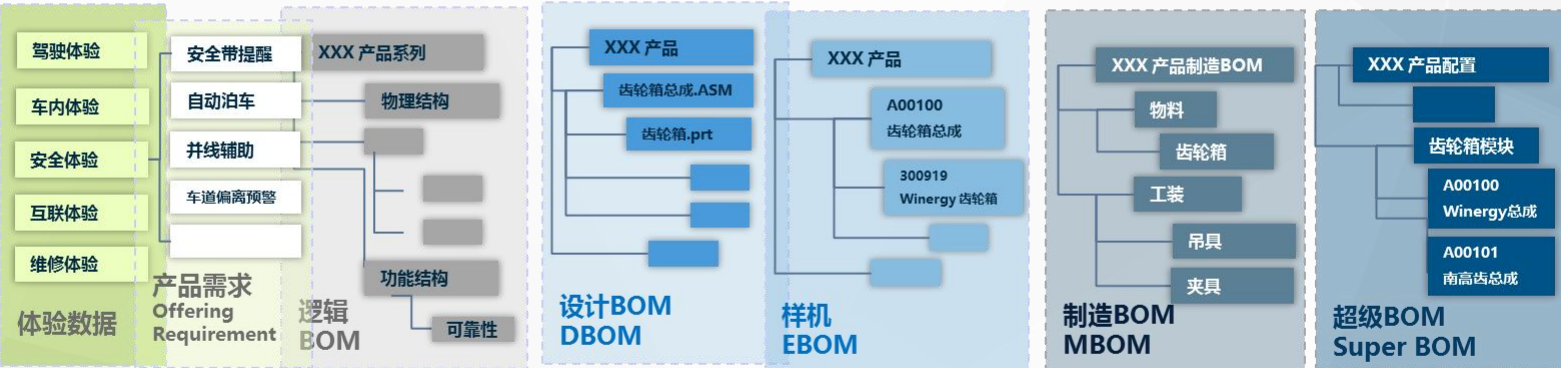 驾驶体验
车内体验
安全体验
互联体验
维修体验
体验数据
安全带提醒
自动泊车
并线辅助
车道偏离预警
产品需求
Offering
Requirement
XXX 产品系列
物理结构
功能结构
可靠性
逻辑
BOM
XXX 产品
齿轮箱总成.ASM
齿轮箱.prt
设计BOM
DBOM
XXX 产品
A00100
齿轮箱总成
300919
Winergy 齿轮箱
样机
EBOM
XXX 产品制造BOM
物料
齿轮箱
工装
吊具
夹具
制造BOM
MBOM
XXX 产品配置
齿轮箱模块
A00100
Winergy总成
A00101
南高齿总成
超级BOM
Super BOM